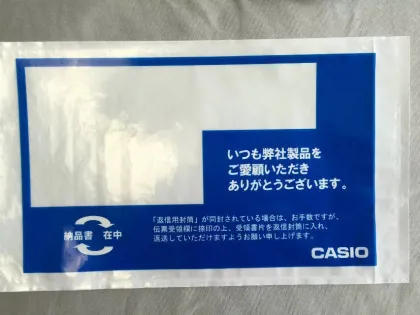 いつも弊社製品を
ご愛顧いただき
ありがとうございます。
納品書 在中
「返信用封筒」が同封されている場合は、お手数ですが、
伝票受領欄に捺印の上、受領書片を返信封筒に入れ、
返送していただけますようお願い申し上げます。
CASIO